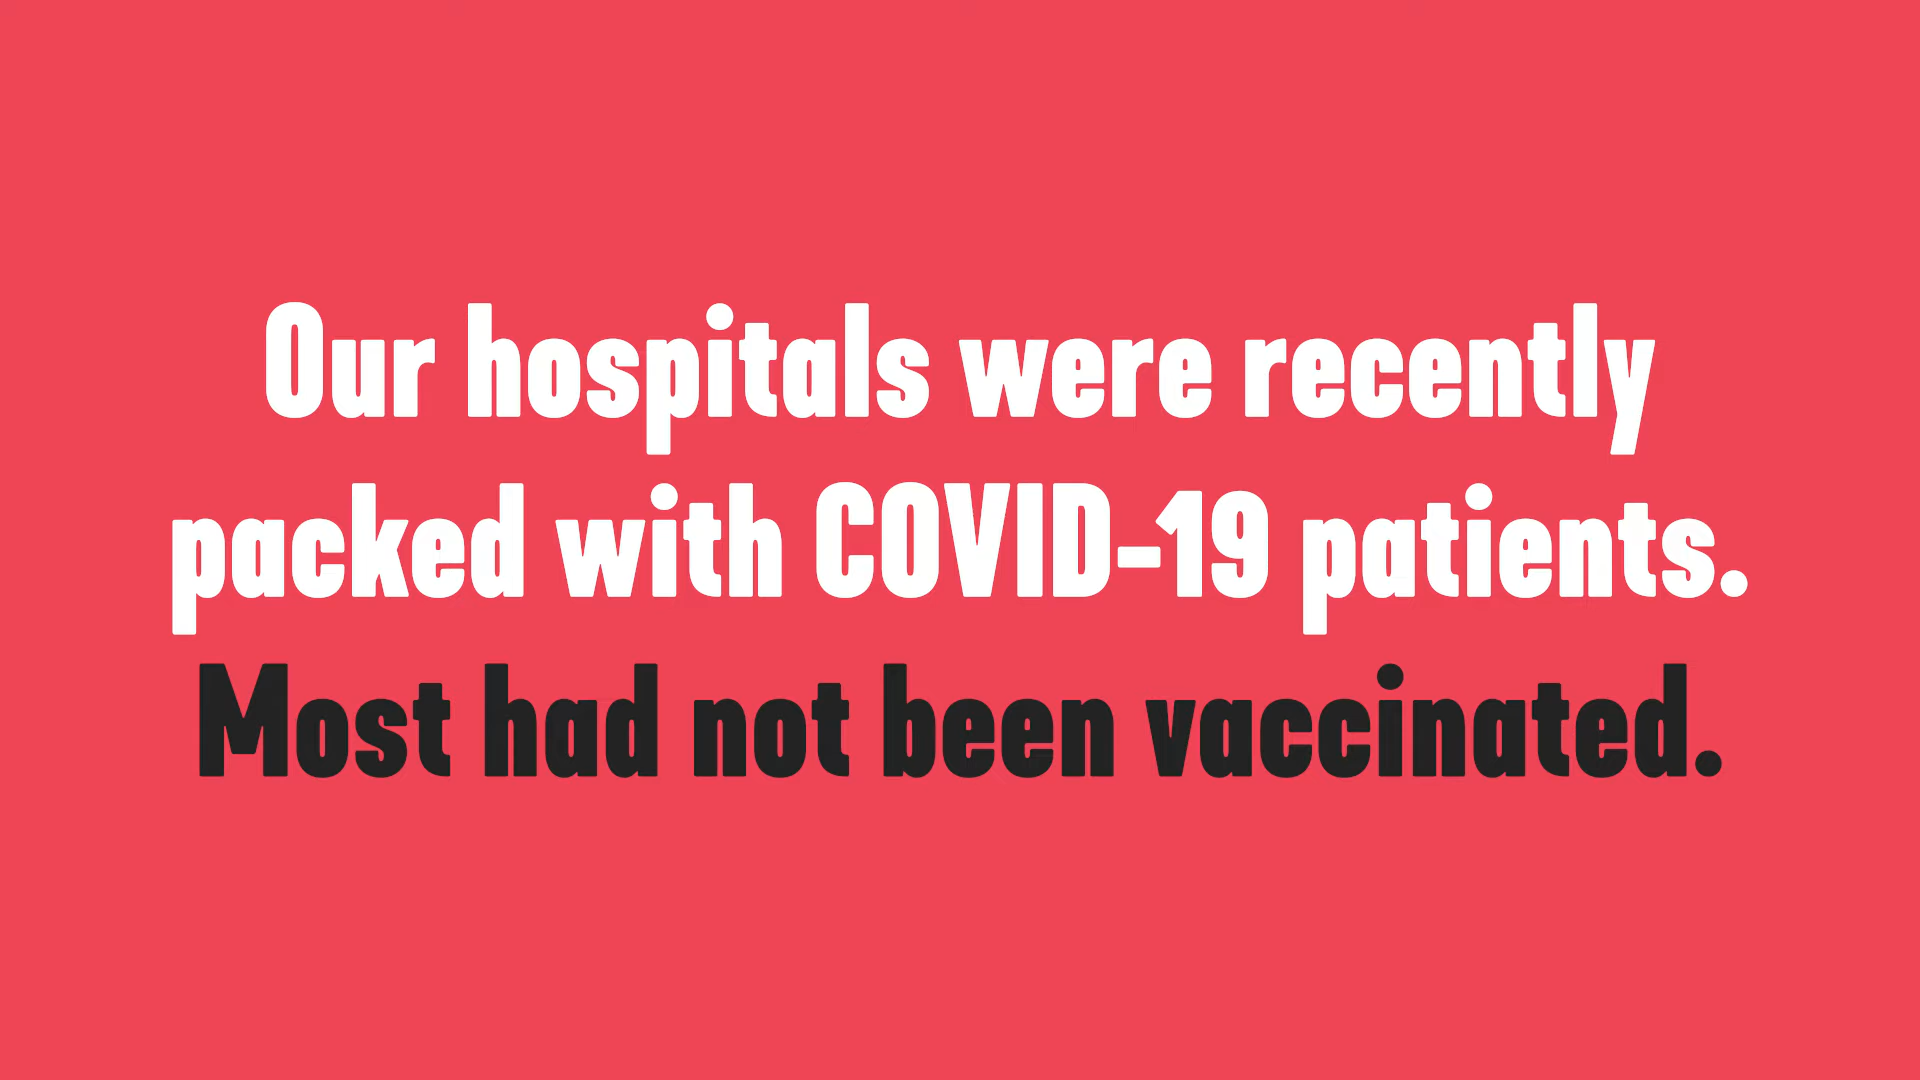 Our hospitals were recently
packed with COVID-19 patients.
Most had not been vaccinated.